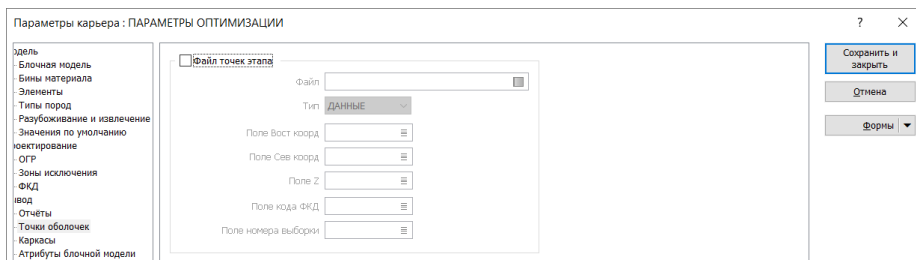 Параметры карьера : ПАРАМЕТРЫ ОПТИМИЗАЦИИ
? ×
одель
Блочная модель
Бины материала
Элементы
Типы пород
Разубоживание и извлечение
Значения по умолчанию
роектирование
ОГР
Зоны исключения
ФКД
ывод
Отчёты
Точки оболочек
Каркасы
Атрибуты блочной модели
Файл точек этапа
Файл
Тип ДАННЫЕ
Поле Вост коорд
Поле Сев коорд
Поле Z
Поле кода ФКД
Поле номера выборки
Сохранить и
закрыть
Отмена
Формы